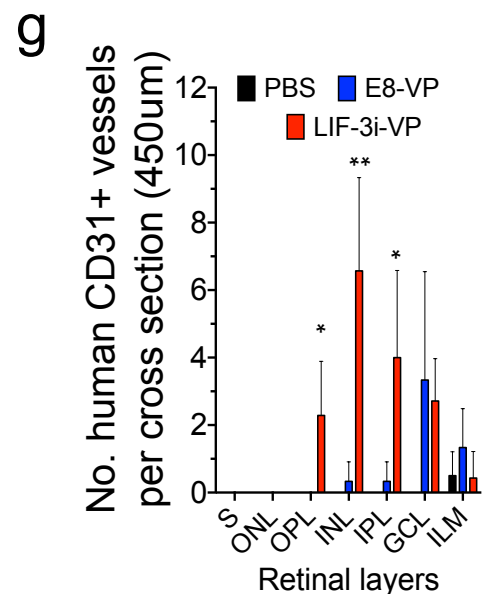 g
No. human CD31+ vessels
per cross section (450um)
12
10
8
6
4
2
0
PBS
E8-VP
LIF-3i-VP
*
**
*
S
ONL
OPL
INL
IPL
GCL
ILM
Retinal layers